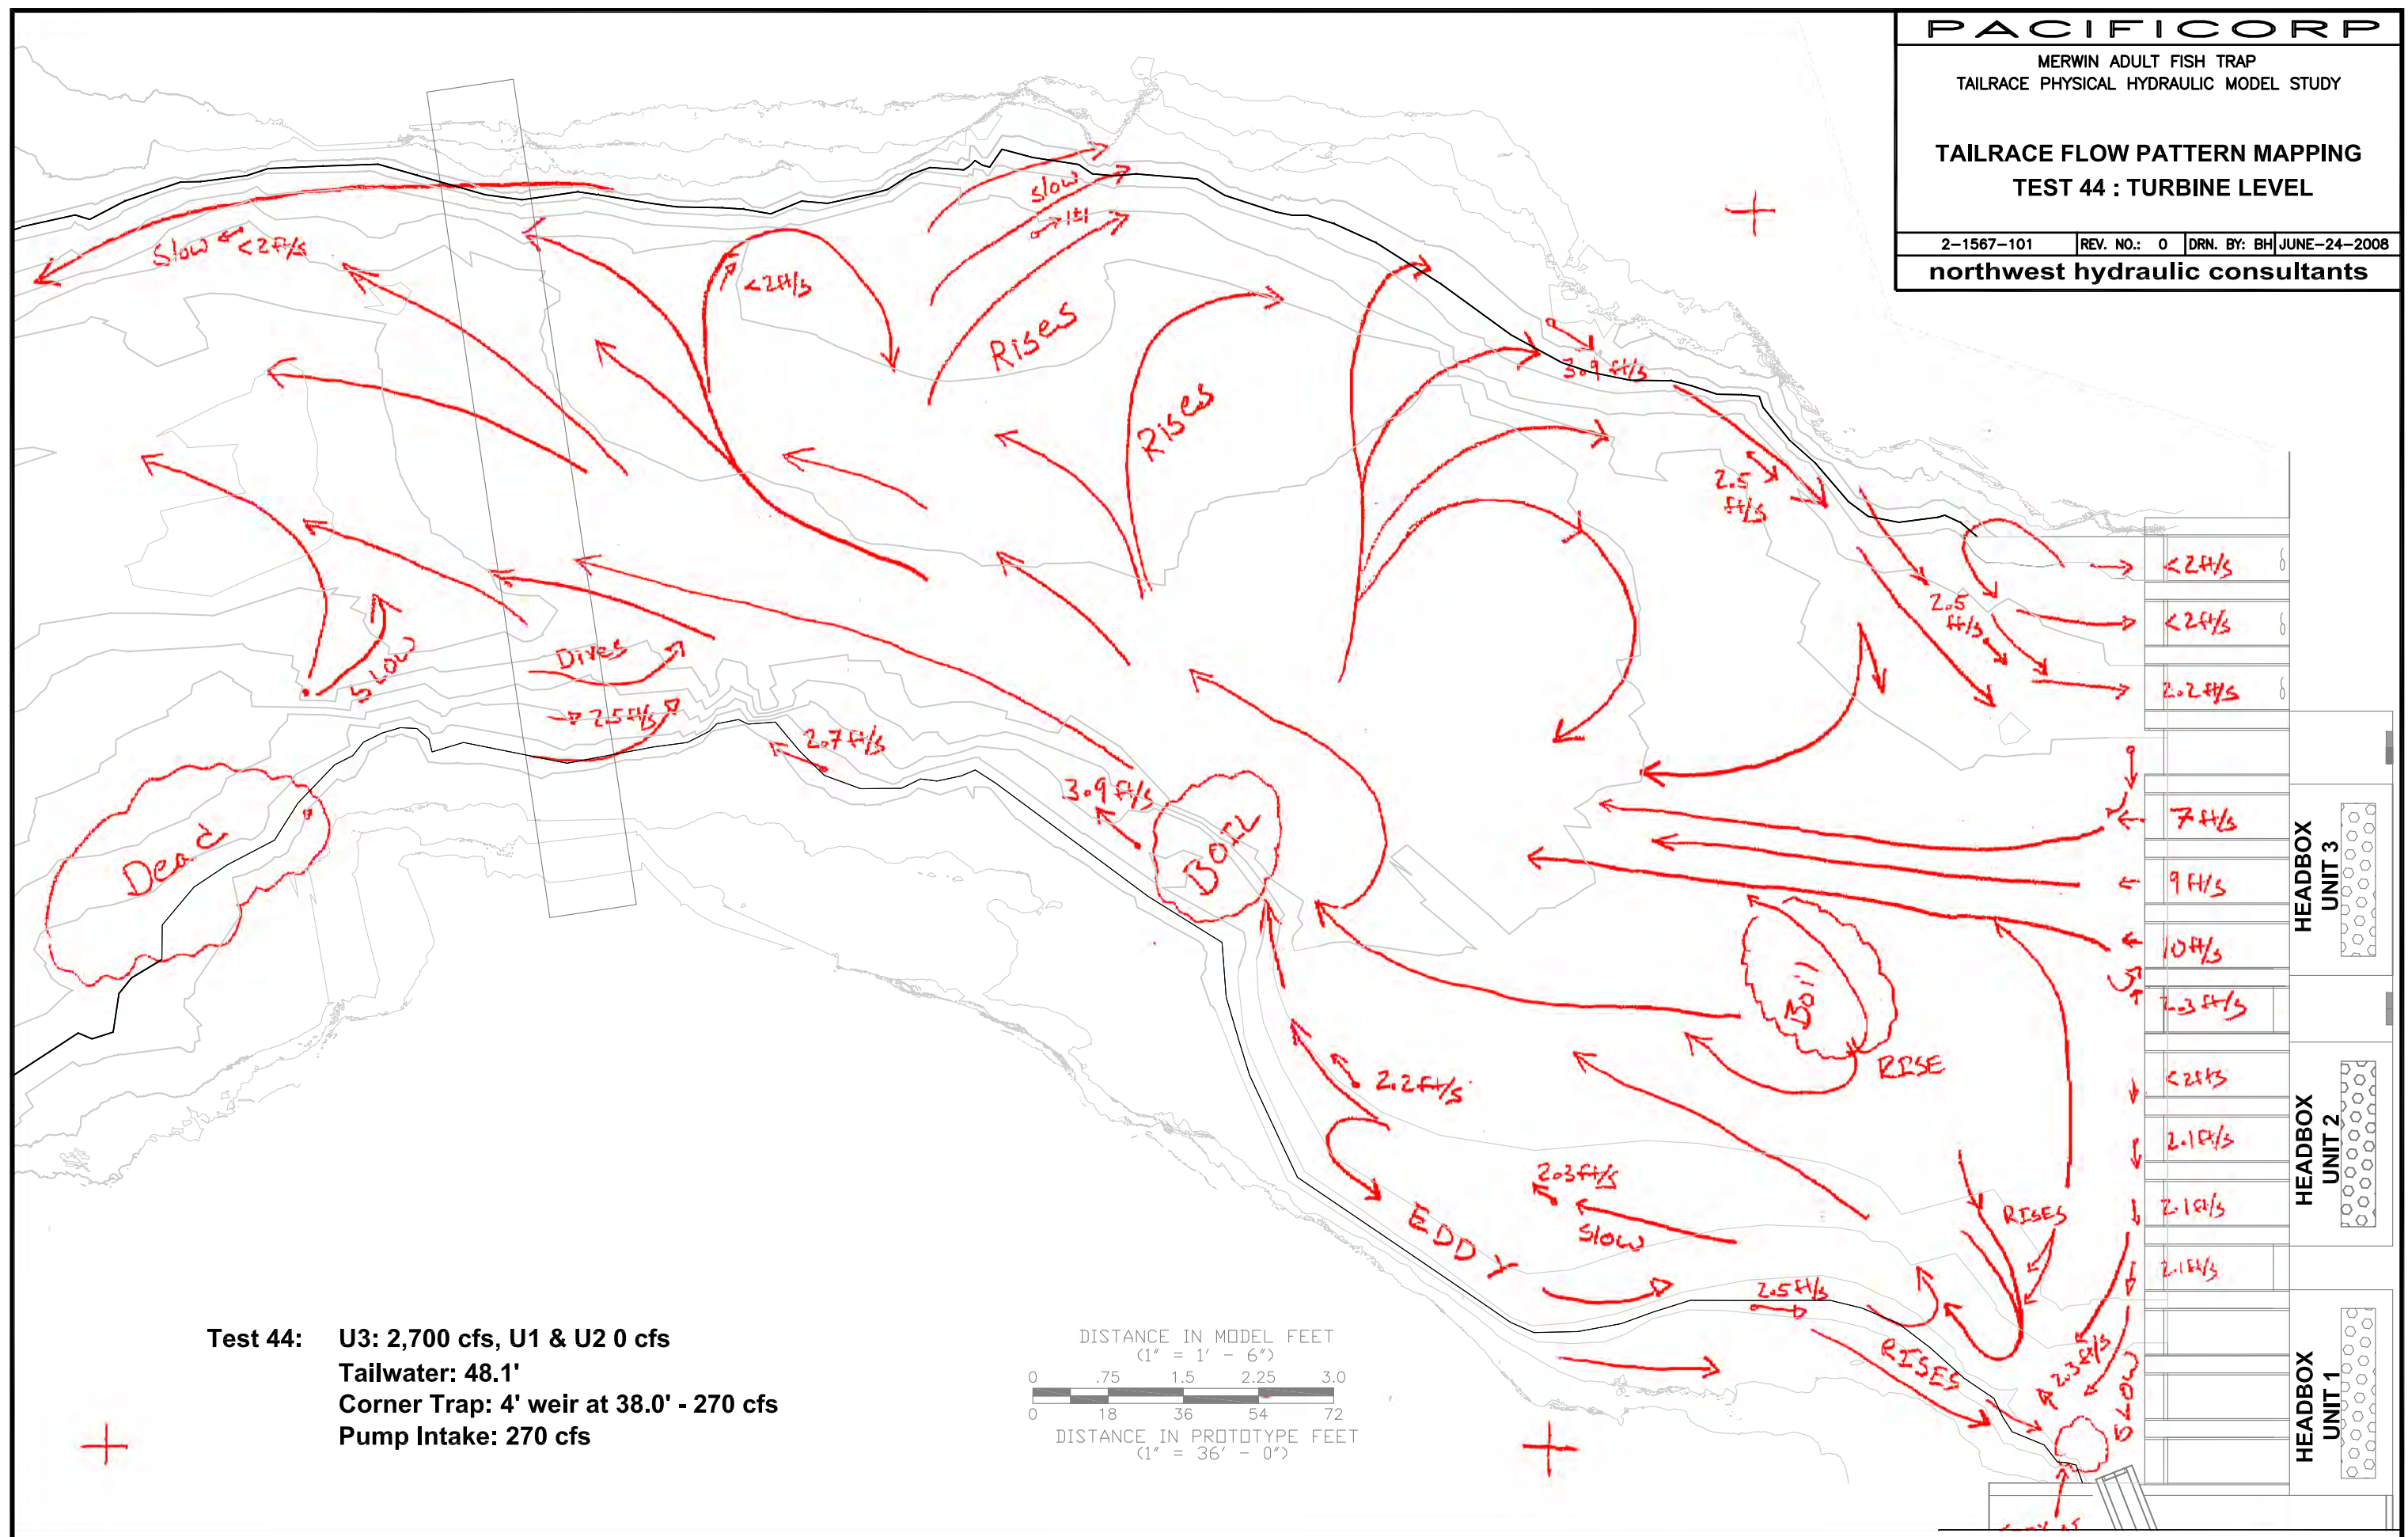 PACIFICORP
MERWIN ADULT FISH TRAP
TAILRACE PHYSICAL HYDRAULIC MODEL STUDY
TAILRACE FLOW PATTERN MAPPING
TEST 44 : TURBINE LEVEL
2-1567-101 REV. NO.: 0 DRN. BY: BH JUNE-24-2008
northwest hydraulic consultants
slow
Slow <2ft/s
<2ft/s
Rises
Rises
3.9 ft/s
2.5
ft/s
<2ft/s
2.5
ft/s
<2ft/s
2.2ft/s
Dives
SLOW
2.5ft/s
2.7ft/s
3.9ft/s
BOIL
Dead
7ft/s
9ft/s
10ft/s
2.3ft/s
HEADBOX
UNIT 3
Boil
RISE
2.2ft/s
<2ft/s
2.1ft/s
2.1ft/s
2.1ft/s
HEADBOX
UNIT 2
2.3ft/s
Slow
RISES
EDDY
2.5ft/s
RISES
2.3ft/s
SLOW
HEADBOX
UNIT 1
Test 44: U3: 2,700 cfs, U1 & U2 0 cfs
Tailwater: 48.1'
Corner Trap: 4' weir at 38.0' - 270 cfs
Pump Intake: 270 cfs
DISTANCE IN MODEL FEET
(1" = 1' - 6")
0 .75 1.5 2.25 3.0
0 18 36 54 72
DISTANCE IN PROTOTYPE FEET
(1" = 36' - 0")